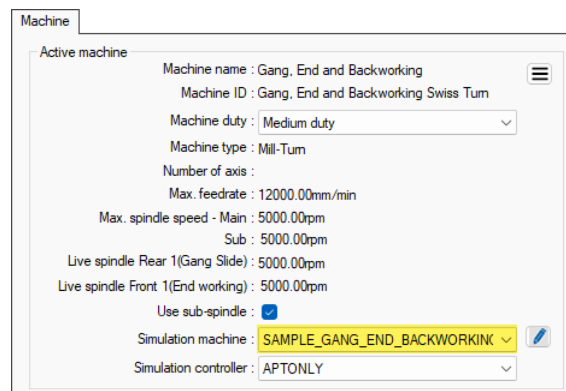 Machine
Active machine
Machine name : Gang, End and Backworking
Machine ID : Gang, End and Backworking Swiss Turn
Machine duty : Medium duty
Machine type : Mill-Turn
Number of axis :
Max. feedrate : 12000.00mm/min
Max. spindle speed - Main : 5000.00rpm
Sub : 5000.00rpm
Live spindle Rear 1(Gang Slide) : 5000.00rpm
Live spindle Front 1(End working) : 5000.00rpm
Use sub-spindle :
Simulation machine : SAMPLE_GANG_END_BACKWORKING
Simulation controller : APTONLY